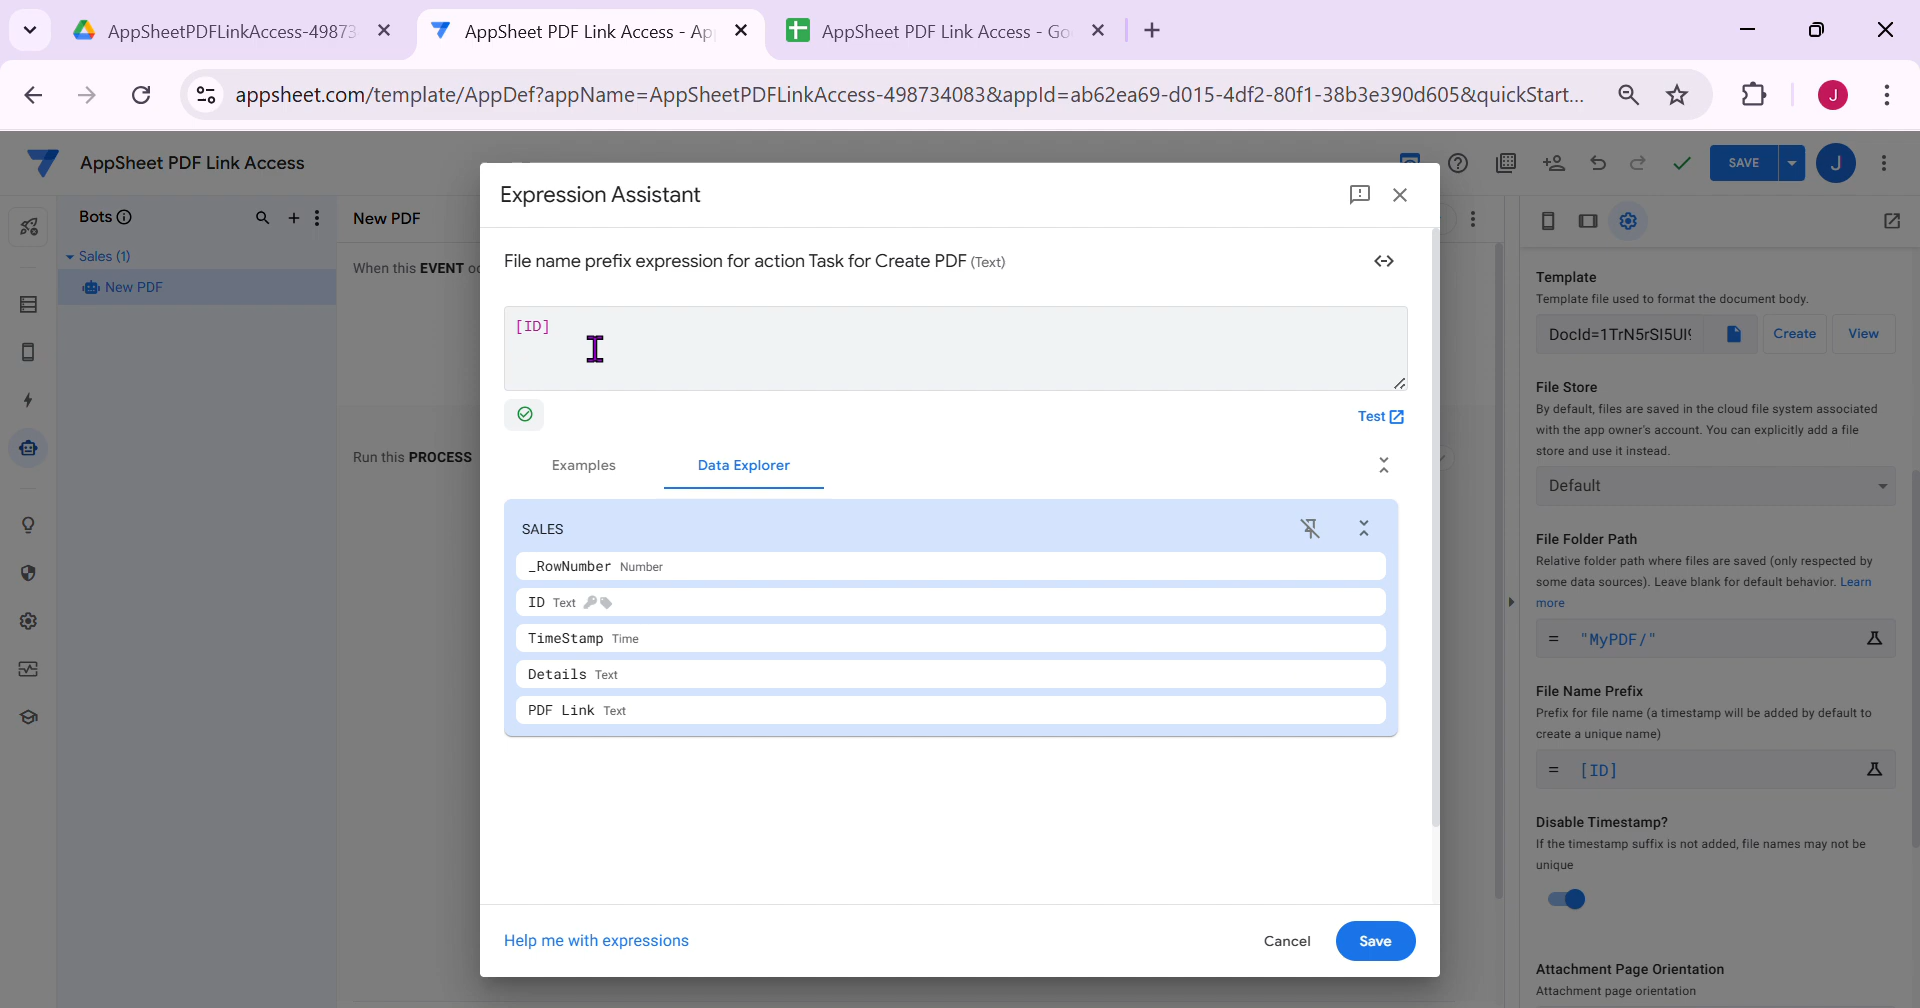 AppSheetPDFLinkAccess-49873
AppSheet PDF Link Access - Ap
AppSheet PDF Link Access - Go
appsheet.com/template/AppDef?appName=AppSheetPDFLinkAccess-498734083&appId=ab62ea69-d015-4df2-80f1-38b3e390d605&quickStart...
J
AppSheet PDF Link Access
SAVE
J
Bots
New PDF
Sales (1)
New PDF
When this EVENT oc
Run this PROCESS
Expression Assistant
File name prefix expression for action Task for Create PDF (Text)
[ID]
Test
Examples
Data Explorer
SALES
_RowNumber Number
ID Text
TimeStamp Time
Details Text
PDF Link Text
Help me with expressions
Cancel
Save
Template
Template file used to format the document body.
DocId=1TrN5rSI5UI
Create
View
File Store
By default, files are saved in the cloud file system associated
with the app owner's account. You can explicitly add a file
store and use it instead.
Default
File Folder Path
Relative folder path where files are saved (only respected by
some data sources). Leave blank for default behavior. Learn
more
= "MyPDF/"
File Name Prefix
Prefix for file name (a timestamp will be added by default to
create a unique name)
= [ID]
Disable Timestamp?
If the timestamp suffix is not added, file names may not be
unique
Attachment Page Orientation
Attachment page orientation